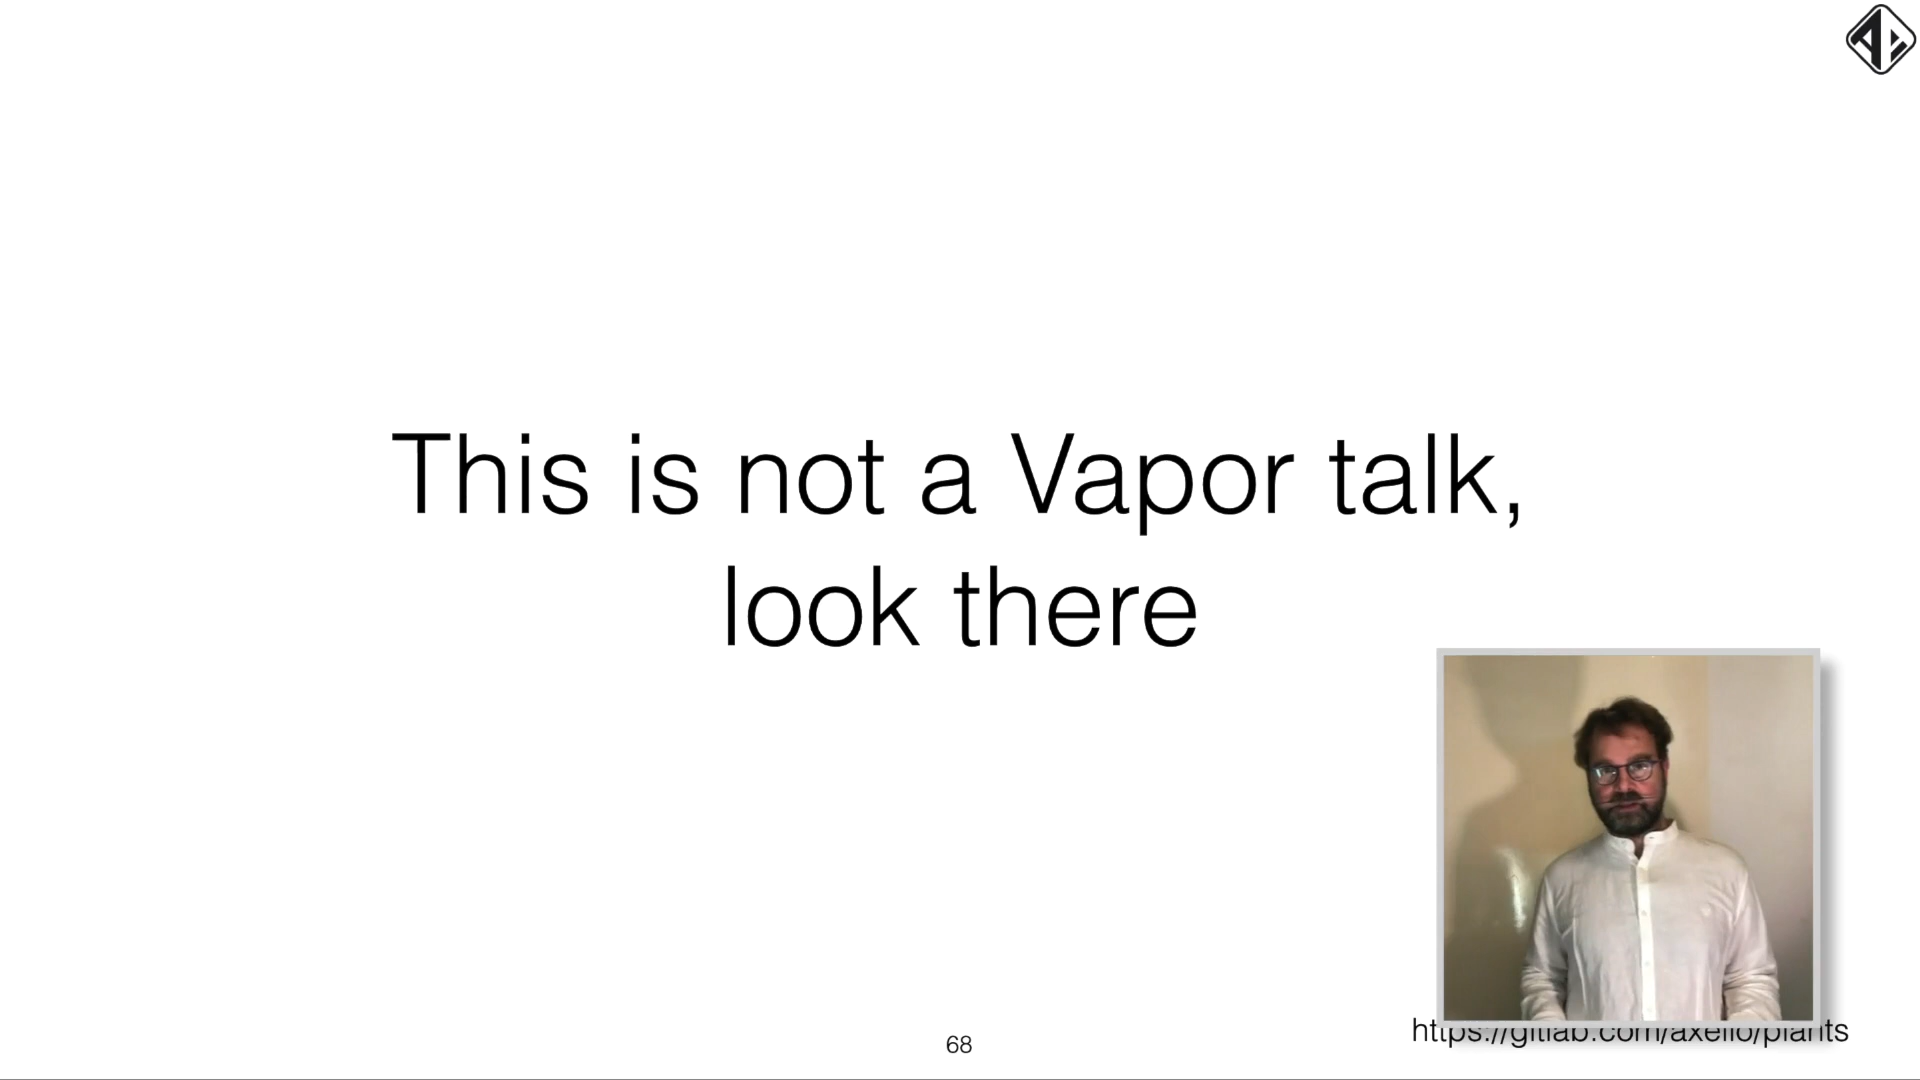 This is not a Vapor talk,
look there
68
https://gitlab.com/axello/plants